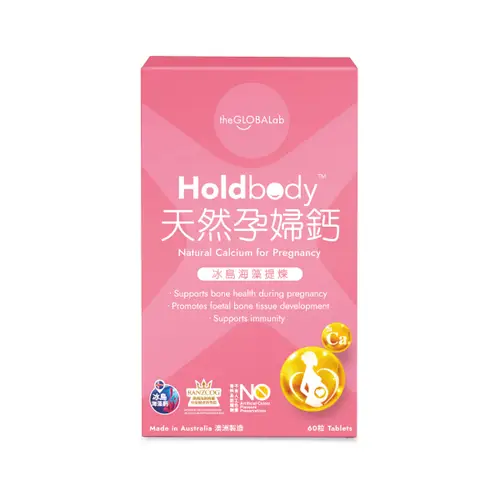 theGLOBALab
Holdbody™
天然孕婦鈣
Natural Calcium for Pregnancy
冰島海藻提煉
· Supports bone health during pregnancy
· Promotes foetal bone tissue development
· Supports immunity
Ca
冰島
海藻鈣
RANZCOG
NO
Artificial Colors
Flavours
Preservatives
Made in Australia 澳洲製造
60粒 Tablets